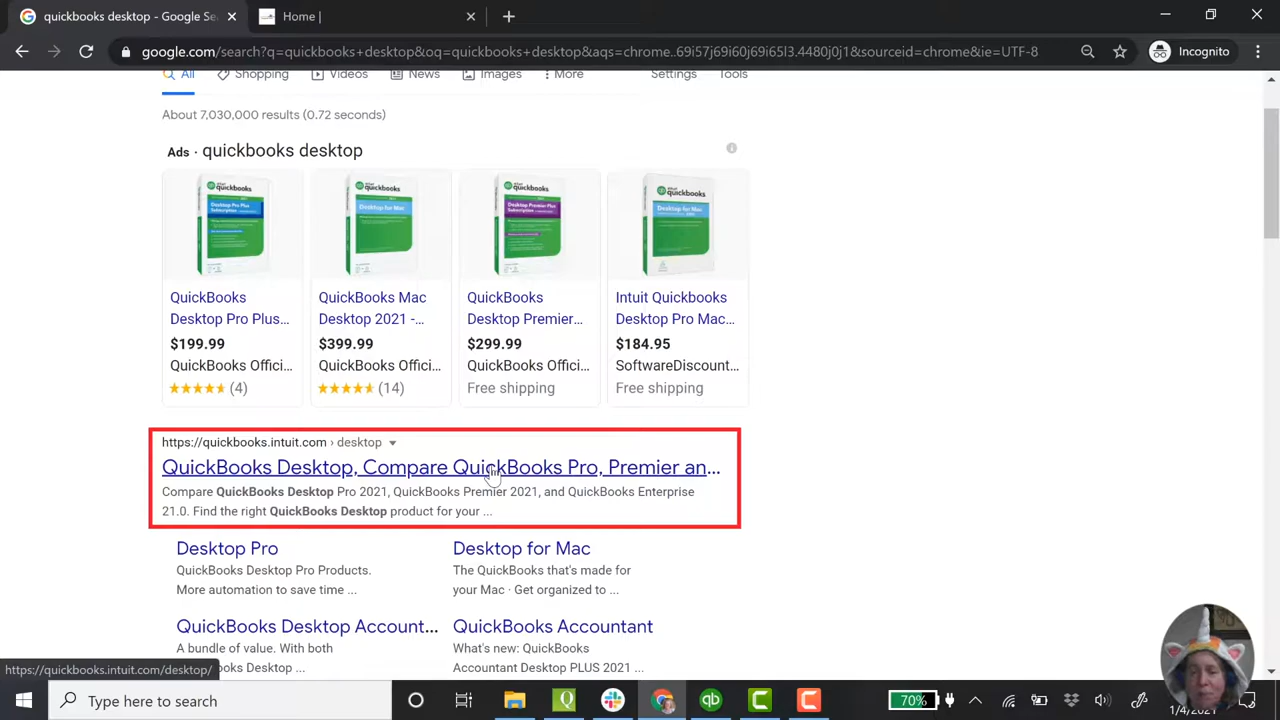 quickbooks desktop - Google Se
Home
google.com/search?q=quickbooks+desktop&oq=quickbooks+desktop&aqs=chrome..69i57j69i60j69i65l3.4480j0j1&sourceid=chrome&ie=UTF-8
Incognito
All
Shopping
Videos
News
Images
More
Settings
Tools
About 7,030,000 results (0.72 seconds)
Ads · quickbooks desktop
QuickBooks
Desktop Pro Plus...
$199.99
QuickBooks Offici...
(4)
QuickBooks Mac
Desktop 2021 -...
$399.99
QuickBooks Offici...
(14)
QuickBooks
Desktop Premier...
$299.99
QuickBooks Offici...
Free shipping
Intuit Quickbooks
Desktop Pro Mac...
$184.95
SoftwareDiscount...
Free shipping
https://quickbooks.intuit.com › desktop
QuickBooks Desktop, Compare QuickBooks Pro, Premier an...
Compare QuickBooks Desktop Pro 2021, QuickBooks Premier 2021, and QuickBooks Enterprise
21.0. Find the right QuickBooks Desktop product for your ...
Desktop Pro
QuickBooks Desktop Pro Products.
More automation to save time ...
Desktop for Mac
The QuickBooks that's made for
your Mac · Get organized to ...
QuickBooks Desktop Account...
A bundle of value. With both
ooks Desktop ...
QuickBooks Accountant
What's new: QuickBooks
Accountant Desktop PLUS 2021 ...
https://quickbooks.intuit.com/desktop/
Type here to search
70%
1/4/202